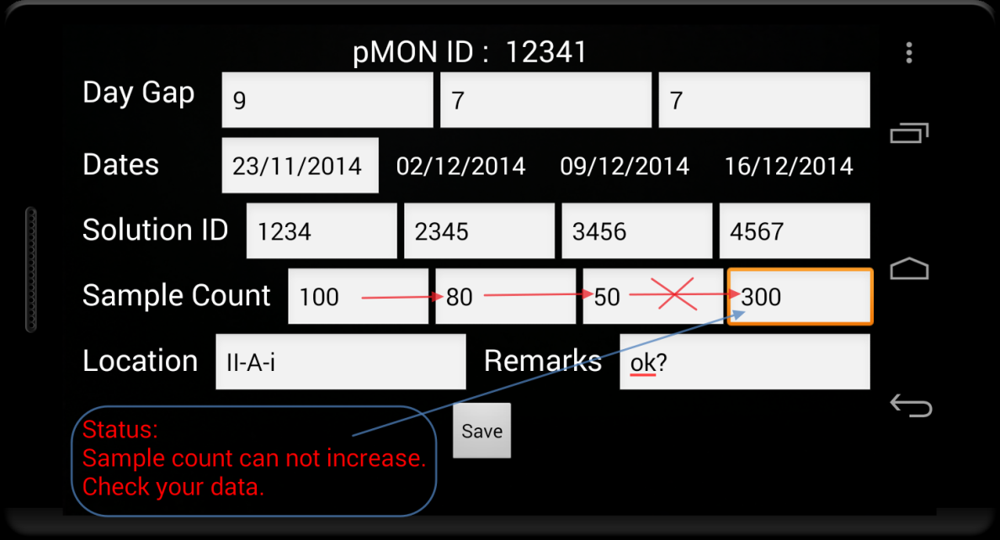 pMON ID : 12341
Day Gap 9 7 7
Dates 23/11/2014 02/12/2014 09/12/2014 16/12/2014
Solution ID 1234 2345 3456 4567
Sample Count 100 80 50 300
Location II-A-i Remarks ok?
Save
Status:
Sample count can not increase.
Check your data.